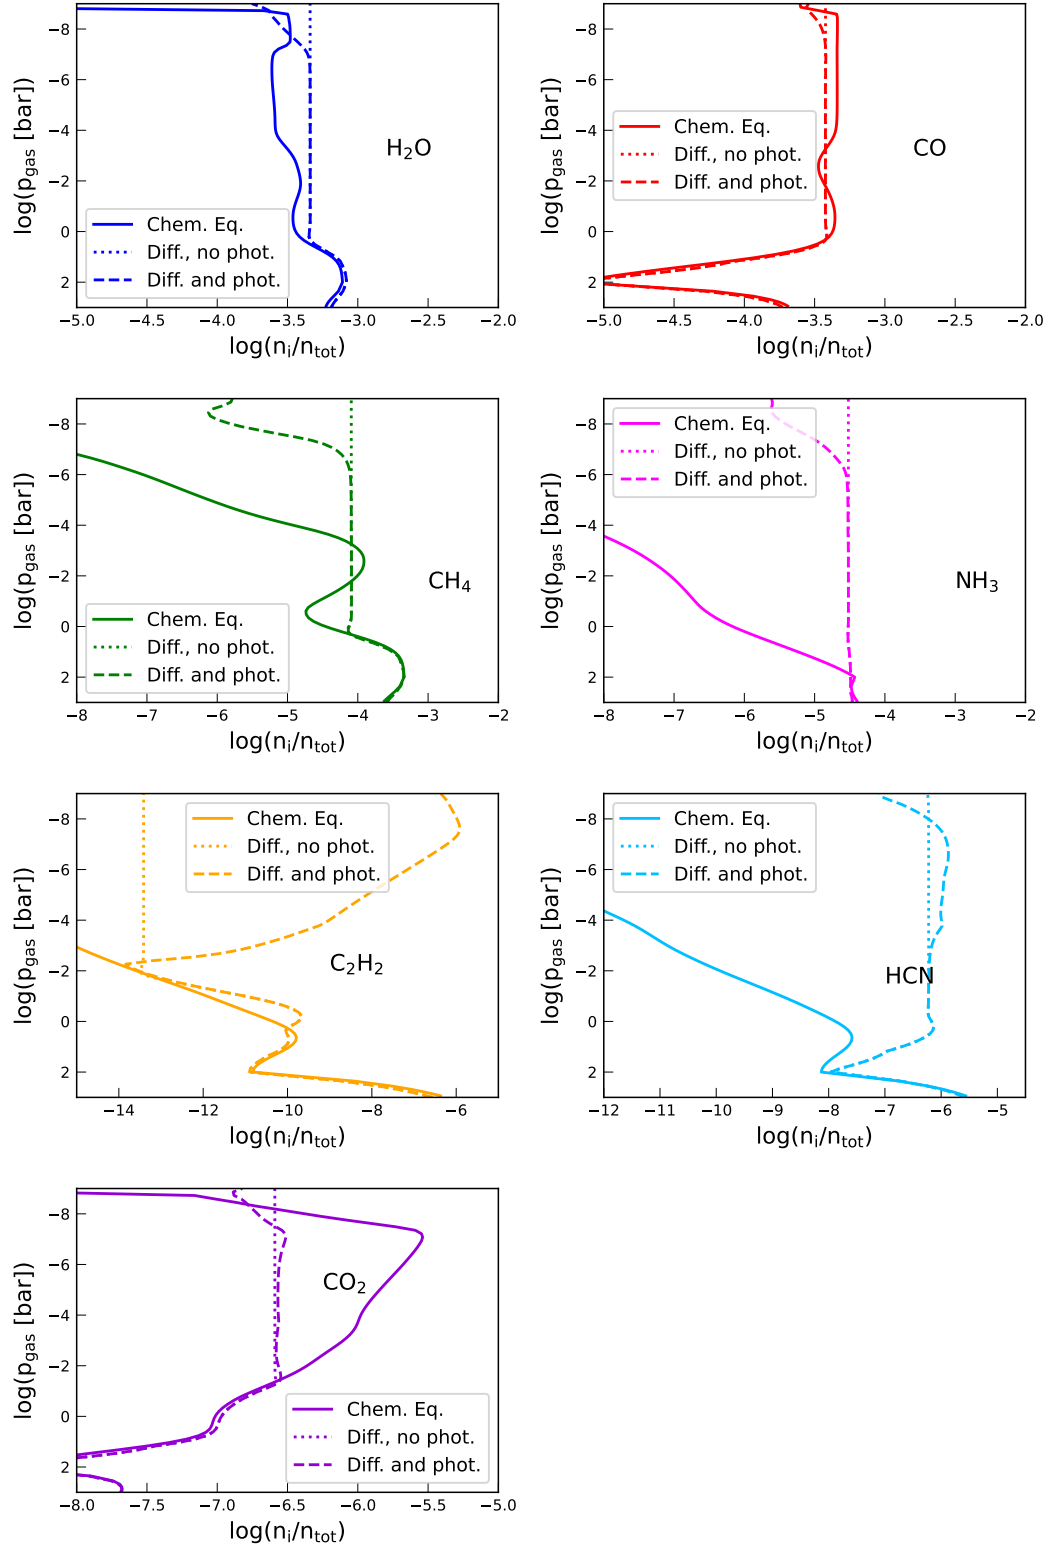 −8
−6
−4
−2
0
2
log(p_gas [bar])
H₂O
Chem. Eq.
Diff., no phot.
Diff. and phot.
−5.0 −4.5 −4.0 −3.5 −3.0 −2.5 −2.0
log(n_i/n_tot)
−8
−6
−4
−2
0
2
log(p_gas [bar])
Chem. Eq.
Diff., no phot.
Diff. and phot.
CO
−5.0 −4.5 −4.0 −3.5 −3.0 −2.5 −2.0
log(n_i/n_tot)
−8
−6
−4
−2
0
2
log(p_gas [bar])
CH₄
Chem. Eq.
Diff., no phot.
Diff. and phot.
−8 −7 −6 −5 −4 −3 −2
log(n_i/n_tot)
−8
−6
−4
−2
0
2
log(p_gas [bar])
Chem. Eq.
Diff., no phot.
Diff. and phot.
NH₃
−8 −7 −6 −5 −4 −3 −2
log(n_i/n_tot)
−8
−6
−4
−2
0
2
log(p_gas [bar])
Chem. Eq.
Diff., no phot.
Diff. and phot.
C₂H₂
−14 −12 −10 −8 −6
log(n_i/n_tot)
−8
−6
−4
−2
0
2
log(p_gas [bar])
Chem. Eq.
Diff., no phot.
Diff. and phot.
HCN
−12 −11 −10 −9 −8 −7 −6 −5
log(n_i/n_tot)
−8
−6
−4
−2
0
2
log(p_gas [bar])
CO₂
Chem. Eq.
Diff., no phot.
Diff. and phot.
−8.0 −7.5 −7.0 −6.5 −6.0 −5.5 −5.0
log(n_i/n_tot)